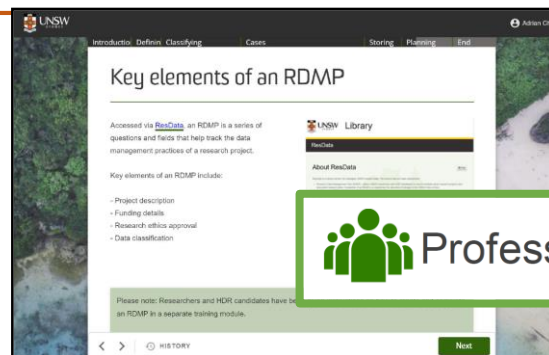 UNSW
Adrian Ch
Introductio Definin Classifying Cases Storing Planning End
Key elements of an RDMP
Accessed via ResData, an RDMP is a series of
questions and fields that help track the data
management practices of a research project.
Key elements of an RDMP include:
- Project description
- Funding details
- Research ethics approval
- Data classification
UNSW Library
ResData
About ResData
Profess
Please note: Researchers and HDR candidates have be
an RDMP in a separate training module.
HISTORY
Next